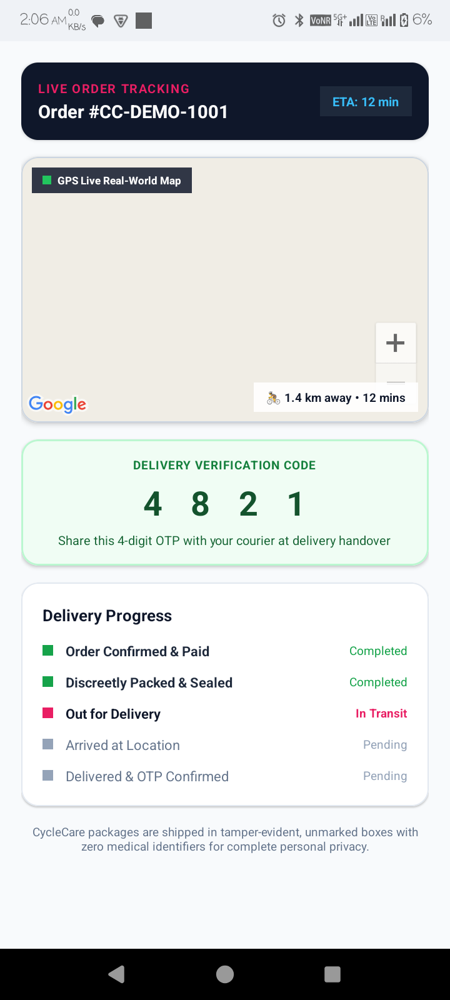 2:06 AM 0.0 KB/s VoNR 5G+ Vo LTE R 6%
LIVE ORDER TRACKING
Order #CC-DEMO-1001
ETA: 12 min
GPS Live Real-World Map
Google
1.4 km away • 12 mins
DELIVERY VERIFICATION CODE
4 8 2 1
Share this 4-digit OTP with your courier at delivery handover
Delivery Progress
Order Confirmed & Paid Completed
Discreetly Packed & Sealed Completed
Out for Delivery In Transit
Arrived at Location Pending
Delivered & OTP Confirmed Pending
CycleCare packages are shipped in tamper-evident, unmarked boxes with
zero medical identifiers for complete personal privacy.